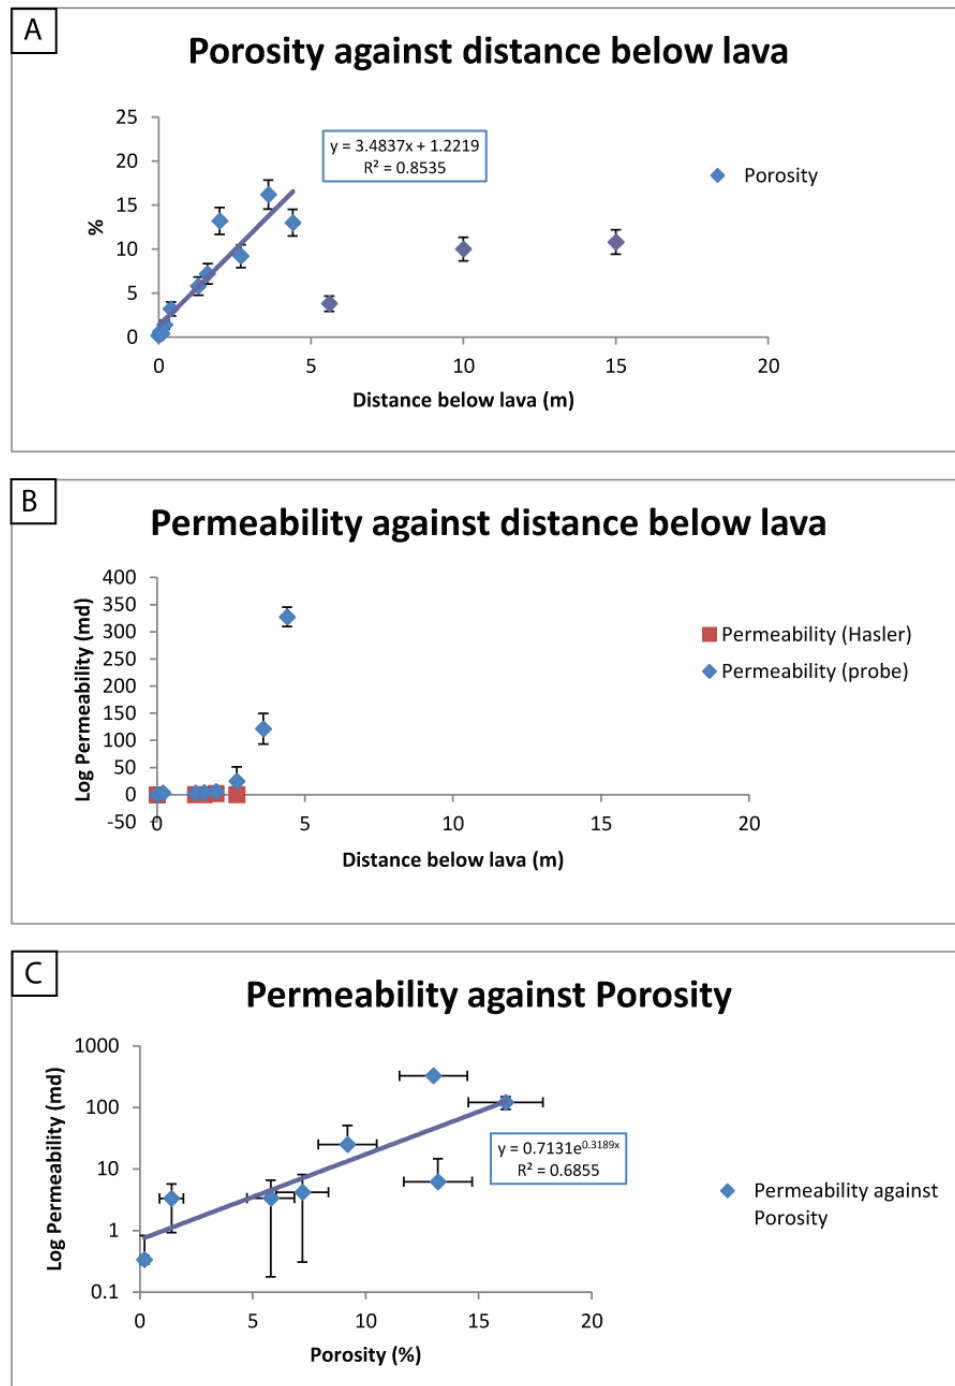 A
Porosity against distance below lava
25
20
15
10
5
0
%
y = 3.4837x + 1.2219
R² = 0.8535
Porosity
0 5 10 15 20
Distance below lava (m)
B
Permeability against distance below lava
400
350
300
250
200
150
100
50
0
-50
Log Permeability (md)
Permeability (Hasler)
Permeability (probe)
0 5 10 15 20
Distance below lava (m)
C
Permeability against Porosity
1000
100
10
1
0.1
Log Permeability (md)
y = 0.7131e^0.3189x
R² = 0.6855
Permeability against
Porosity
0 5 10 15 20
Porosity (%)